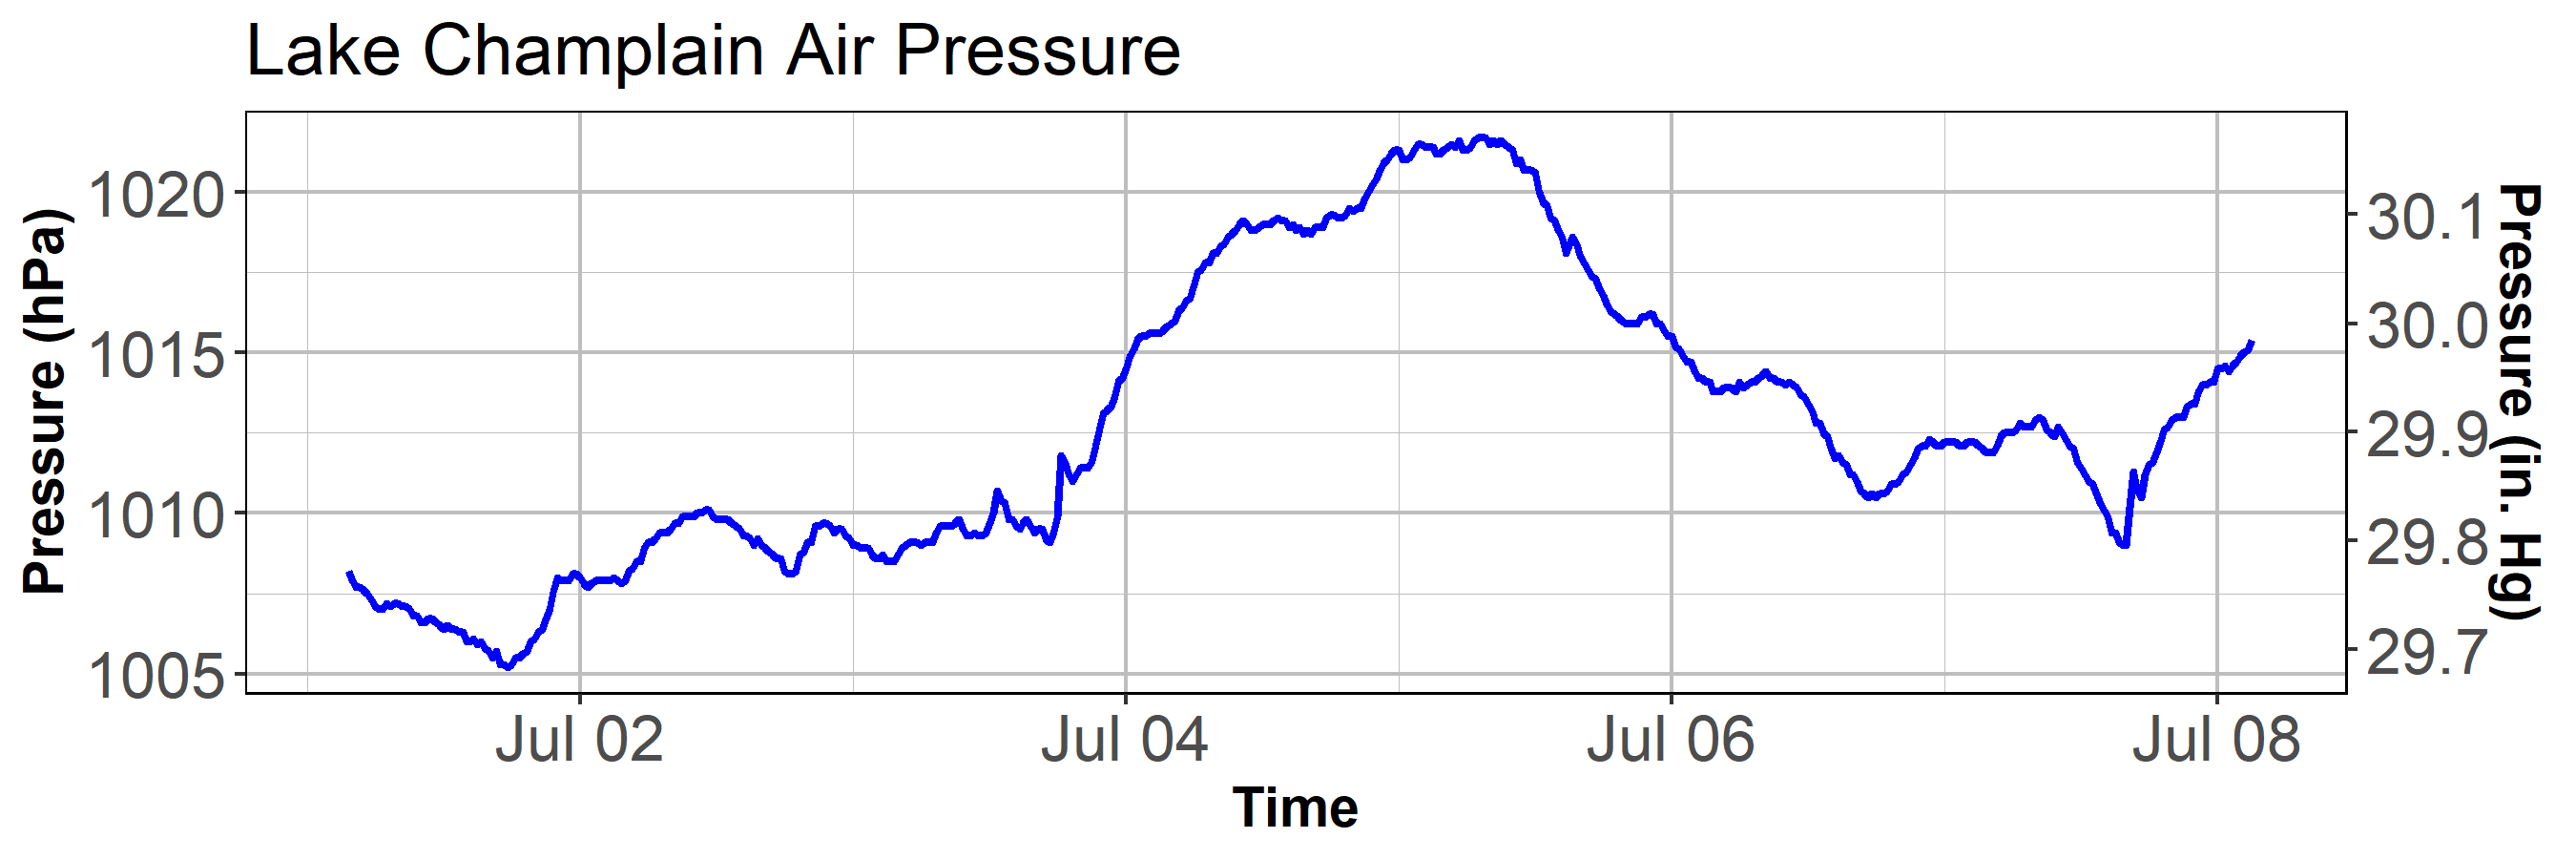 Lake Champlain Air Pressure
Pressure (hPa)
1020
1015
1010
1005
30.1
30.0
29.9
29.8
29.7
Pressure (in. Hg)
Jul 02 Jul 04 Jul 06 Jul 08
Time